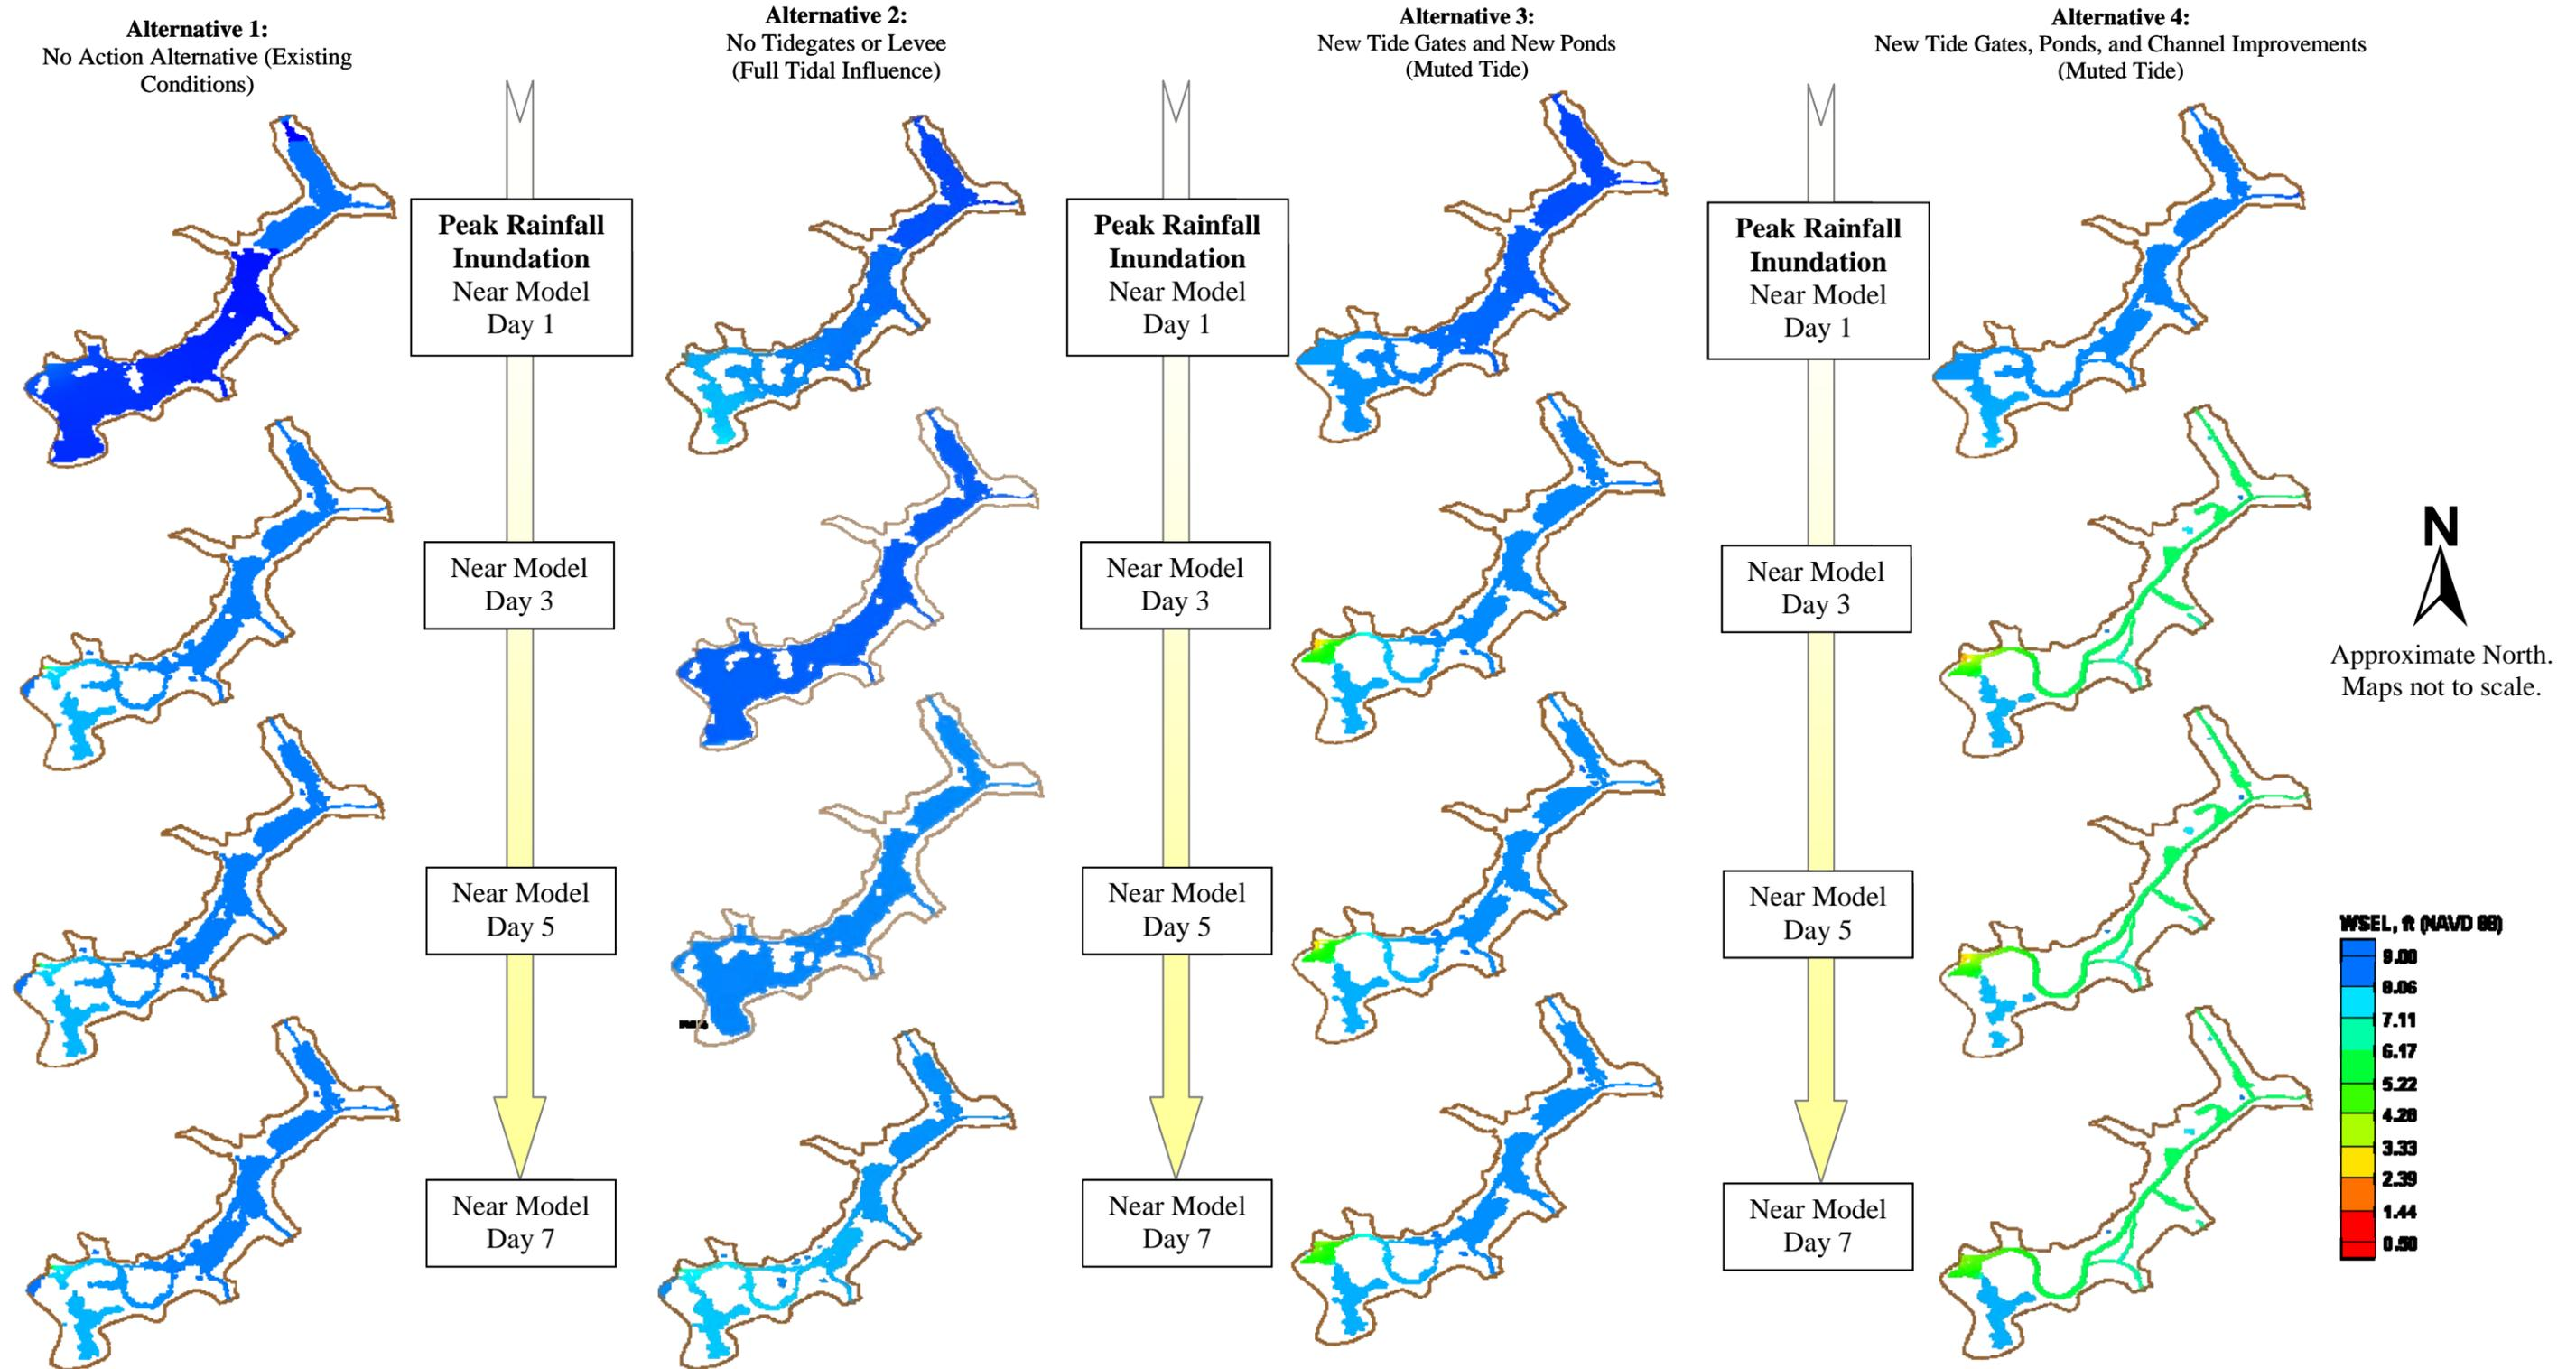 Alternative 1:
No Action Alternative (Existing
Conditions)
Alternative 2:
No Tidegates or Levee
(Full Tidal Influence)
Alternative 3:
New Tide Gates and New Ponds
(Muted Tide)
Alternative 4:
New Tide Gates, Ponds, and Channel Improvements
(Muted Tide)
Peak Rainfall
Inundation
Near Model
Day 1
Peak Rainfall
Inundation
Near Model
Day 1
Peak Rainfall
Inundation
Near Model
Day 1
Near Model
Day 3
Near Model
Day 3
Near Model
Day 3
N
Approximate North.
Maps not to scale.
Near Model
Day 5
Near Model
Day 5
Near Model
Day 5
WSEL, ft (NAVD 88)
9.00
8.06
7.11
6.17
5.22
4.28
3.33
2.39
1.44
0.50
Near Model
Day 7
Near Model
Day 7
Near Model
Day 7